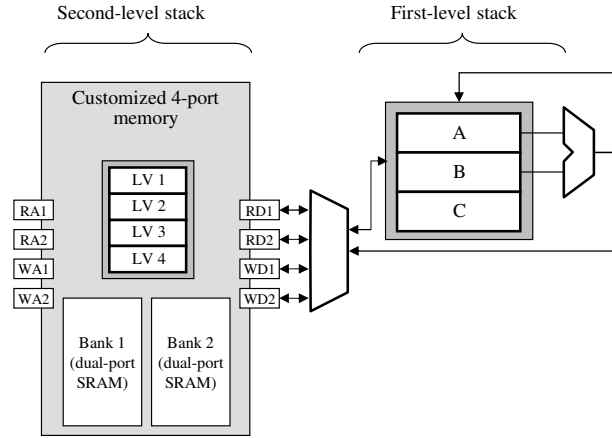 Second-level stack
First-level stack
Customized 4-port
memory
LV 1
LV 2
LV 3
LV 4
RA1
RA2
WA1
WA2
RD1
RD2
WD1
WD2
Bank 1
(dual-port
SRAM)
Bank 2
(dual-port
SRAM)
A
B
C